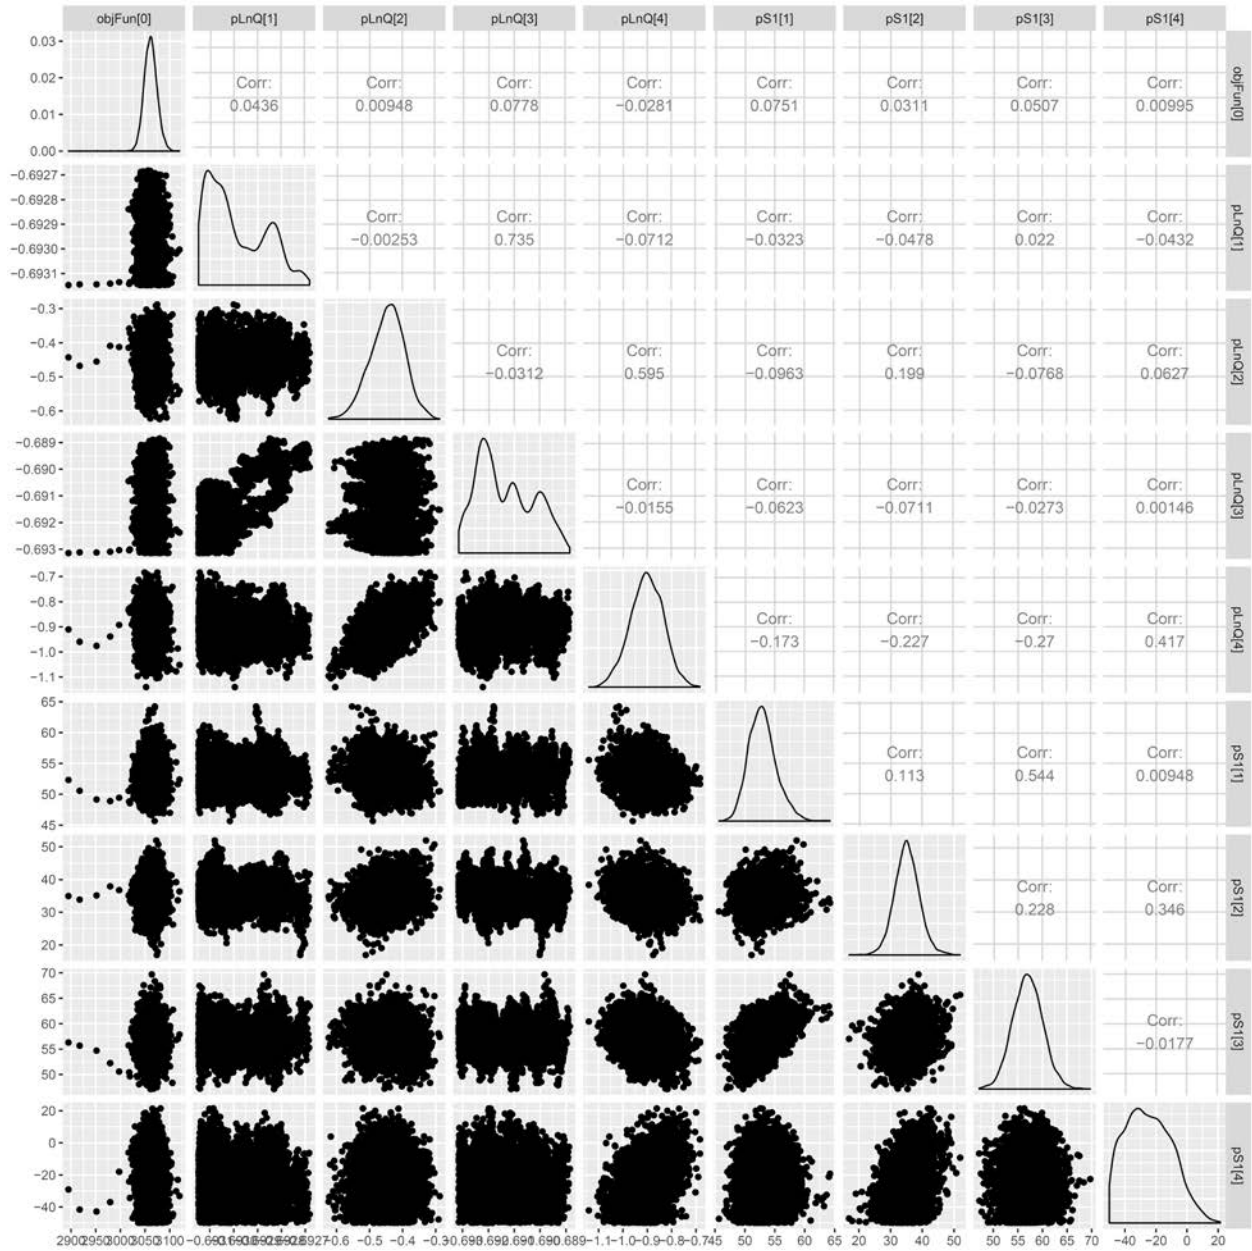 objFun[0] pLnQ[1] pLnQ[2] pLnQ[3] pLnQ[4] pS1[1] pS1[2] pS1[3] pS1[4]
0.03
0.02
0.01
0.00
Corr: Corr: Corr: Corr: Corr: Corr: Corr: Corr:
0.0436 0.00948 0.0778 −0.0281 0.0751 0.0311 0.0507 0.00995
objFun[0]
−0.6927
−0.6928
−0.6929
−0.6930
−0.6931
Corr: Corr: Corr: Corr: Corr: Corr: Corr:
−0.00253 0.735 −0.0712 −0.0323 −0.0478 0.022 −0.0432
pLnQ[1]
−0.3
−0.4
−0.5
−0.6
Corr: Corr: Corr: Corr: Corr: Corr:
−0.0312 0.595 −0.0963 0.199 −0.0768 0.0627
pLnQ[2]
−0.689
−0.690
−0.691
−0.692
−0.693
Corr: Corr: Corr: Corr: Corr:
−0.0155 −0.0623 −0.0711 −0.0273 0.00146
pLnQ[3]
−0.7
−0.8
−0.9
−1.0
−1.1
Corr: Corr: Corr: Corr:
−0.173 −0.227 −0.27 0.417
pLnQ[4]
65
60
55
50
45
Corr: Corr: Corr:
0.113 0.544 0.00948
pS1[1]
50
40
30
20
Corr: Corr:
0.228 0.346
pS1[2]
70
65
60
55
50
Corr:
−0.0177
pS1[3]
20
0
−20
−40
pS1[4]
2900 2950 3000 3050 3100 −0.6 −0.5 −0.4 −0.3 −1.1 −1.0 −0.9 −0.8 −0.7 45 50 55 60 65 20 30 40 50 50 55 60 65 70 −40 −20 0 20